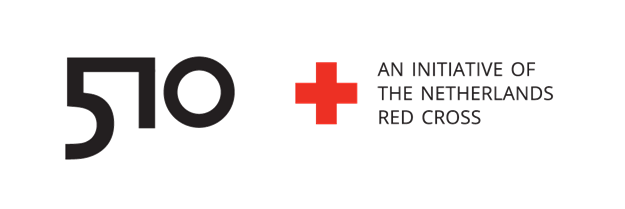 510
AN INITIATIVE OF
THE NETHERLANDS
RED CROSS